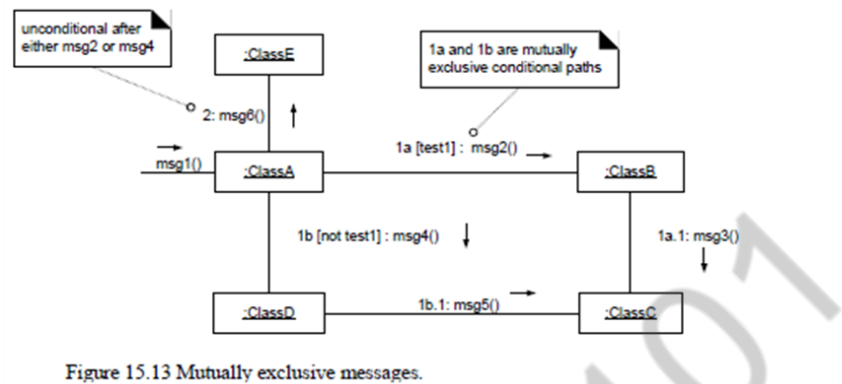 unconditional after
either msg2 or msg4
:ClassE
1a and 1b are mutually
exclusive conditional paths
2: msg6()
msg1()
:ClassA
1a [test1] : msg2()
:ClassB
1b [not test1] : msg4()
1a.1: msg3()
:ClassD
1b.1: msg5()
:ClassC
101
Figure 15.13 Mutually exclusive messages.